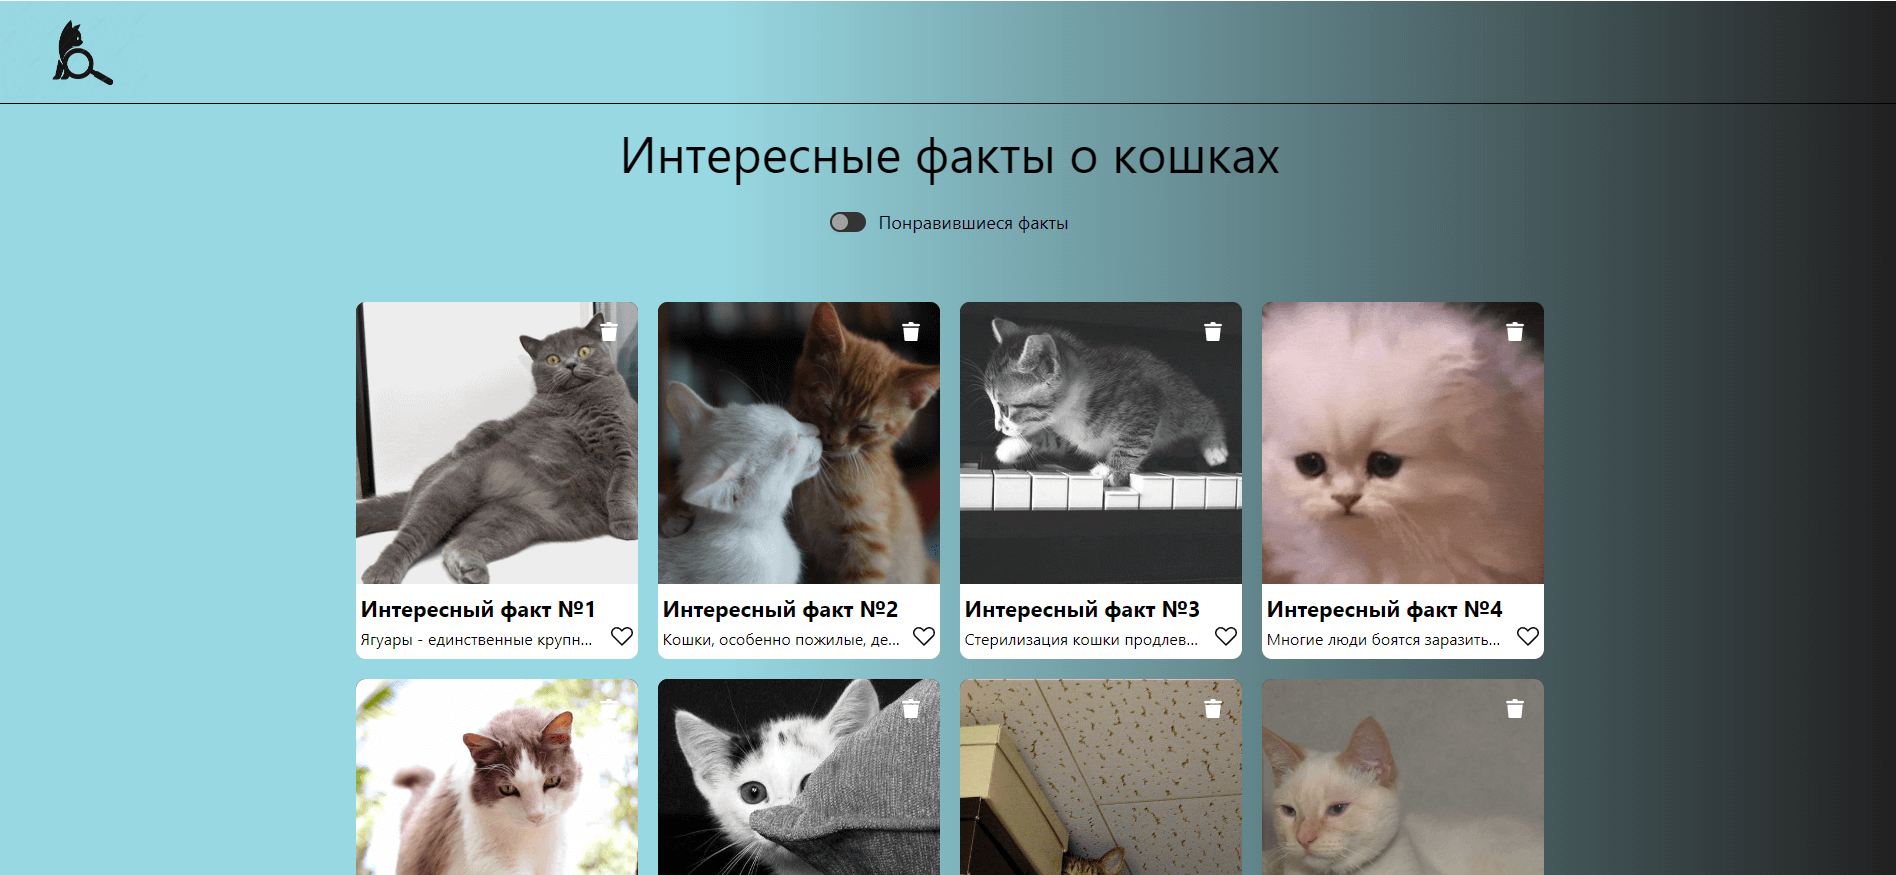 Интересные факты о кошках
Понравившиеся факты
Интересный факт №1
Ягуары - единственные крупн...
Интересный факт №2
Кошки, особенно пожилые, де...
Интересный факт №3
Стерилизация кошки продлев...
Интересный факт №4
Многие люди боятся заразить...